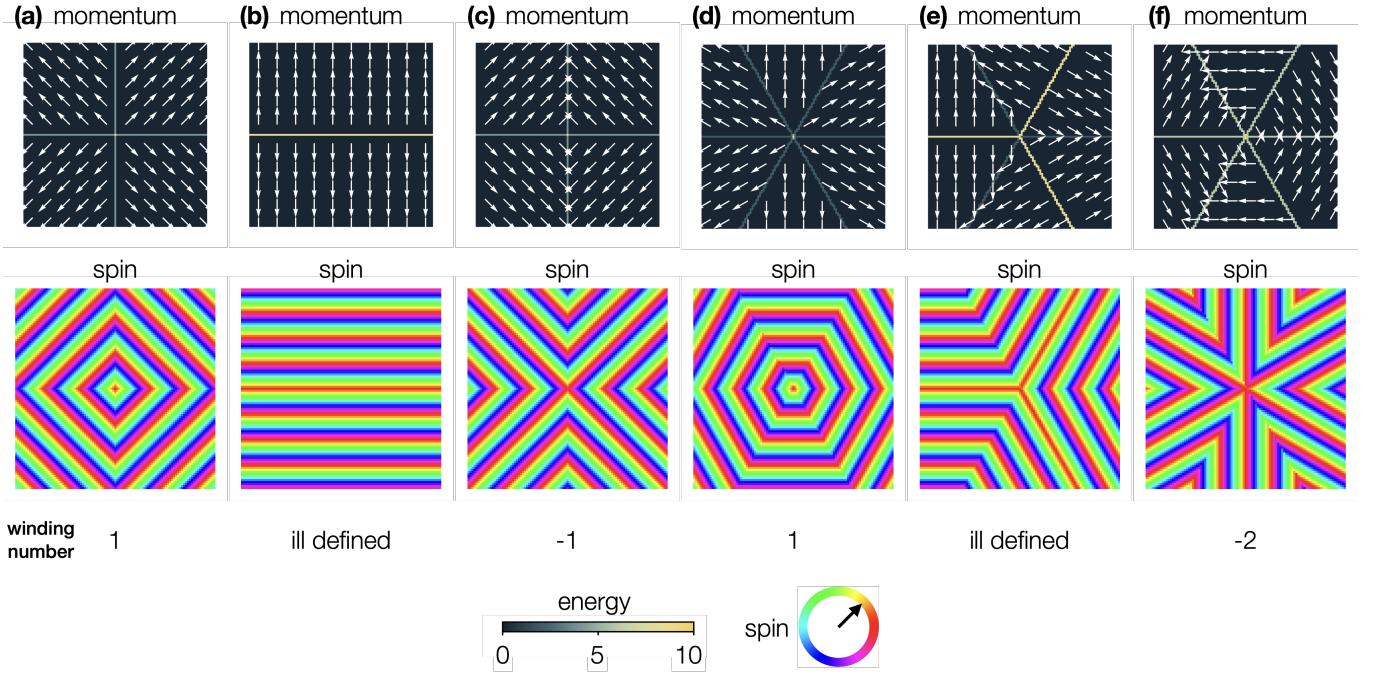 (a) momentum
(b) momentum
(c) momentum
(d) momentum
(e) momentum
(f) momentum
spin
spin
spin
spin
spin
spin
winding
number
1
ill defined
-1
1
ill defined
-2
energy
0
5
10
spin